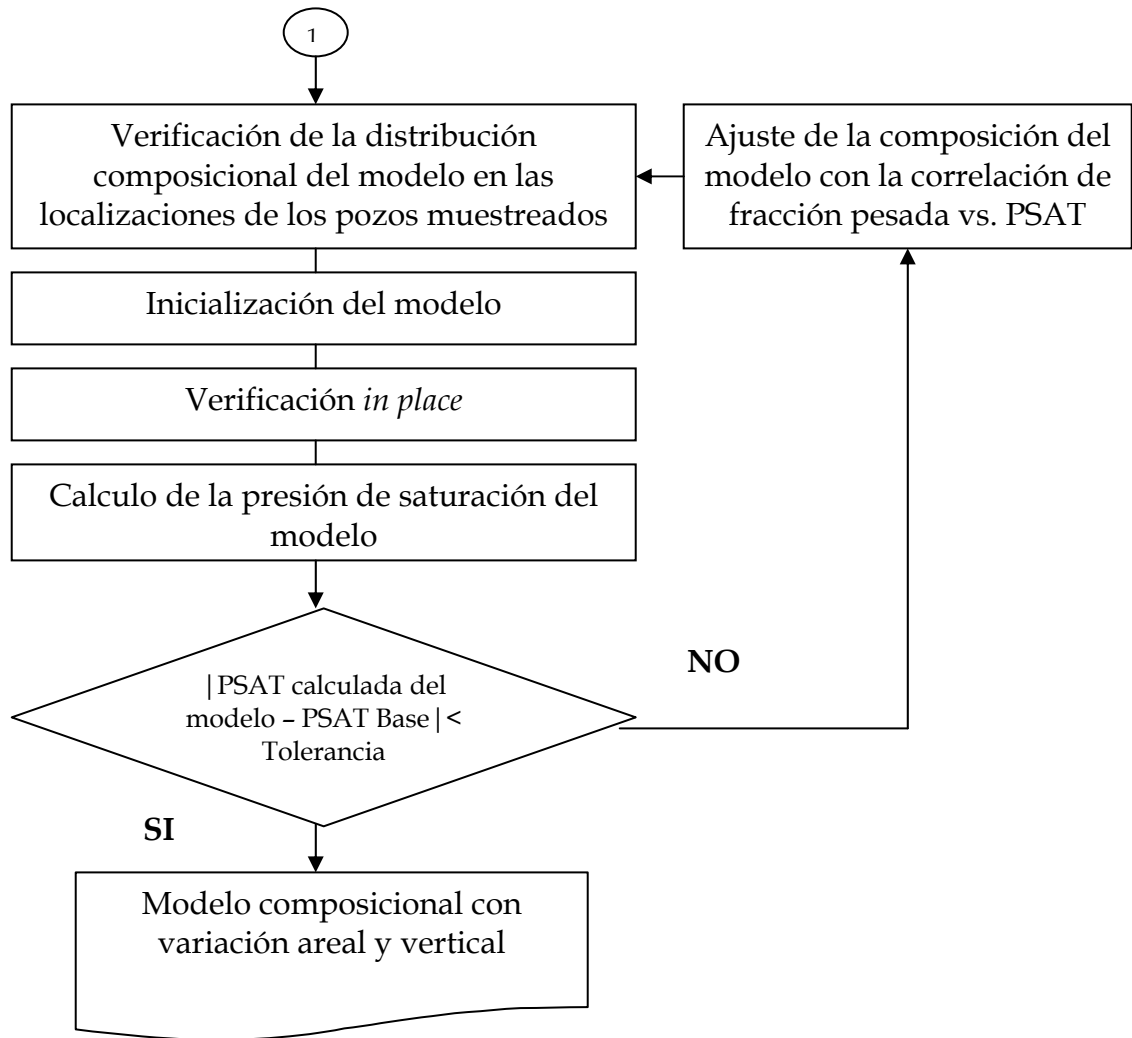 1
Verificación de la distribución
composicional del modelo en las
localizaciones de los pozos muestreados
Ajuste de la composición del
modelo con la correlación de
fracción pesada vs. PSAT
Inicialización del modelo
Verificación in place
Calculo de la presión de saturación del
modelo
|PSAT calculada del
modelo – PSAT Base|<
Tolerancia
NO
SI
Modelo composicional con
variación areal y vertical